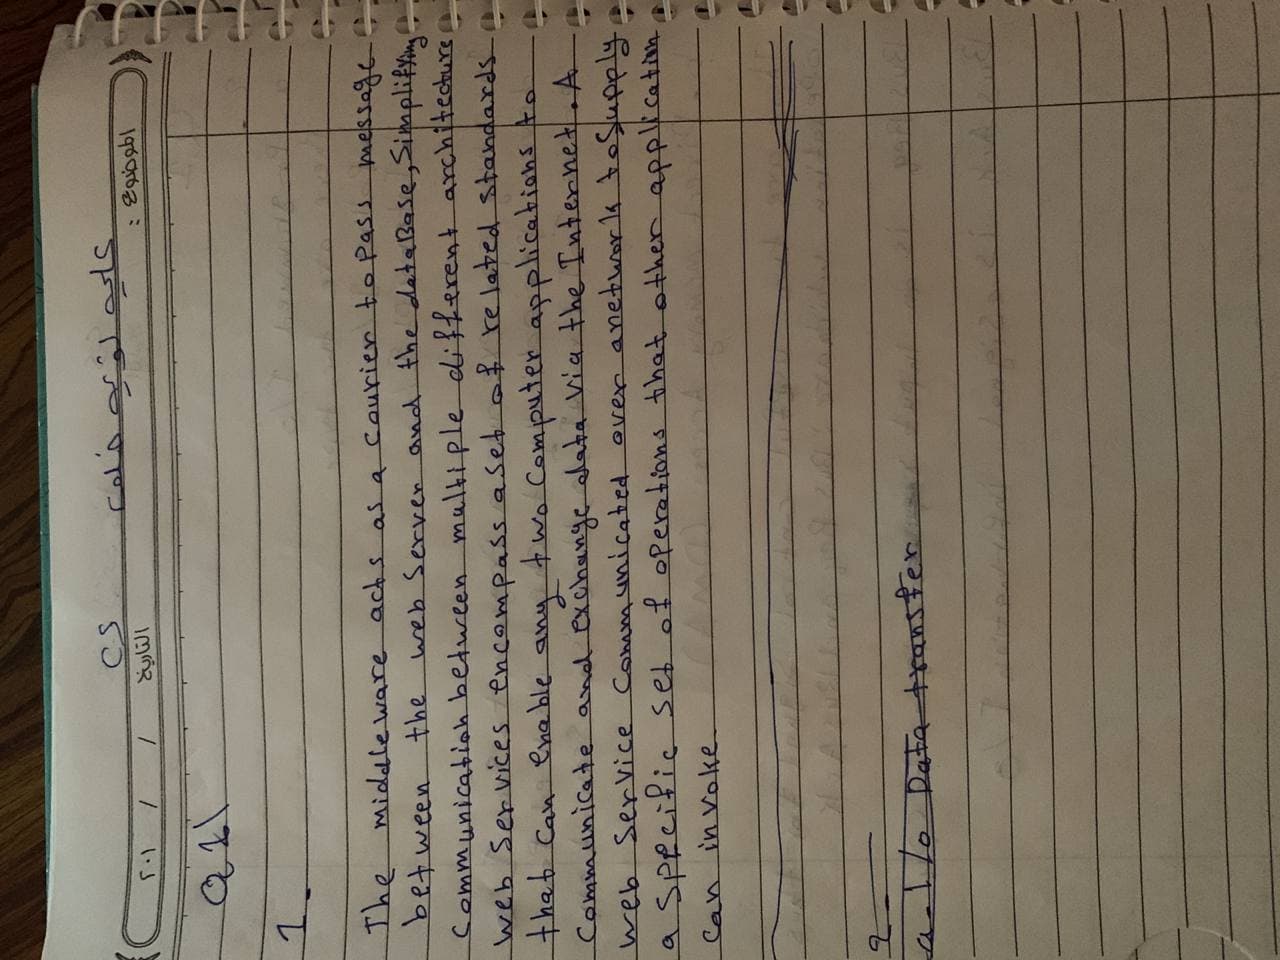 CS
الموضوع :
التاريخ / / ٢٠١
Q1\
1-
The middleware acts as a courier to pass message
between the web server and the dataBase, Simplifying
communication between multiple different architecture
web services encompass a set of related standards
that can enable any two computer applications to
communicate and exchange data via the Internet. A
web service communicated over a network to supply
a specific set of operations that other application
can invoke
2-
a- I/o Data transfer